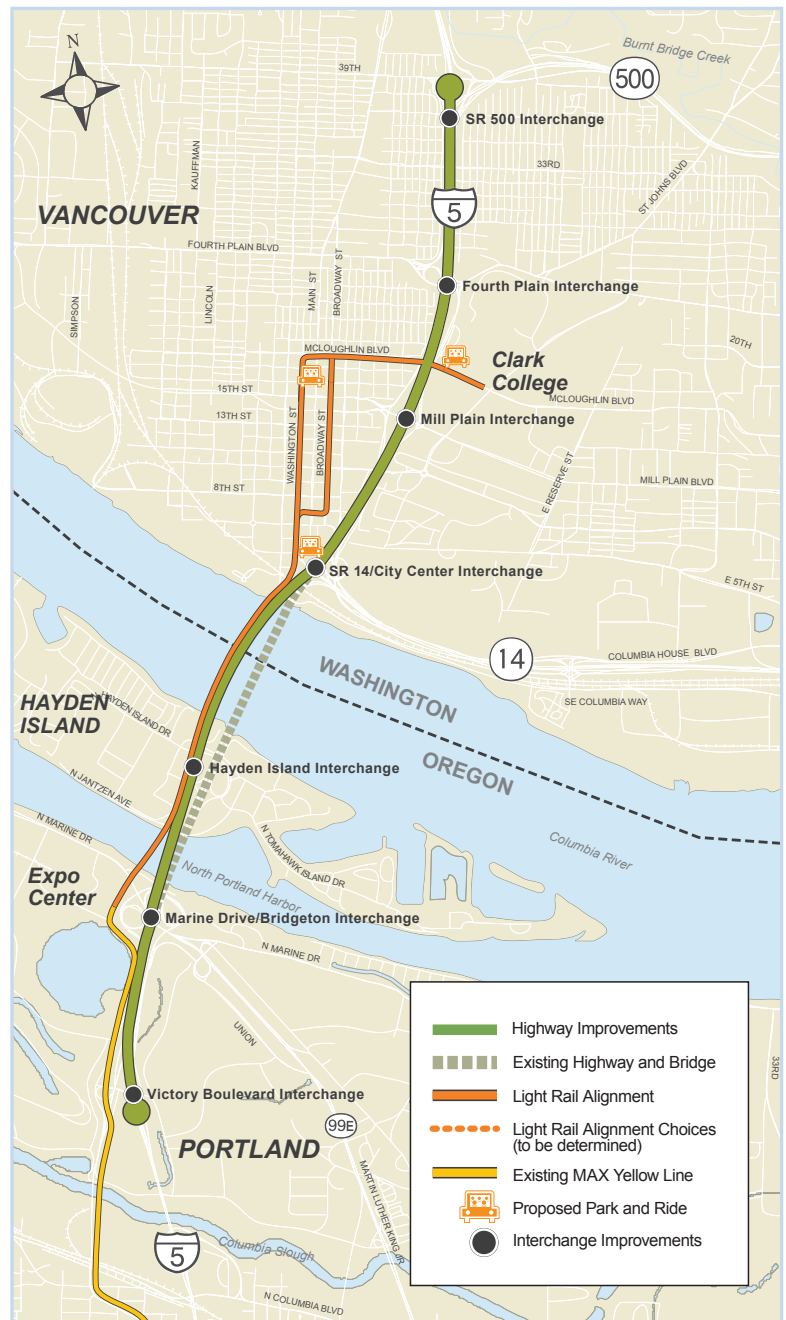 N
Burnt Bridge Creek
39TH
500
SR 500 Interchange
KAUFFMAN
33RD
ST JOHNS BLVD
5
VANCOUVER
FOURTH PLAIN BLVD
MAIN ST
BROADWAY ST
Fourth Plain Interchange
SIMPSON
LINCOLN
20TH
MCLOUGHLIN BLVD
Clark
College
15TH ST
MCLOUGHLIN BLVD
13TH ST
Mill Plain Interchange
WASHINGTON ST
BROADWAY ST
E RESERVE ST
MILL PLAIN BLVD
8TH ST
SR 14/City Center Interchange
E 5TH ST
14
COLUMBIA HOUSE BLVD
WASHINGTON
SE COLUMBIA WAY
HAYDEN
ISLAND
N HAYDEN ISLAND DR
OREGON
Hayden Island Interchange
N JANTZEN AVE
N MARINE DR
N TOMAHAWK ISLAND DR
Columbia River
North Portland Harbor
Expo
Center
Marine Drive/Bridgeton Interchange
N MARINE DR
UNION
33RD
Victory Boulevard Interchange
99E
PORTLAND
MARTIN LUTHER KING JR
5
Columbia Slough
N COLUMBIA BLVD
Highway Improvements
Existing Highway and Bridge
Light Rail Alignment
Light Rail Alignment Choices
(to be determined)
Existing MAX Yellow Line
Proposed Park and Ride
Interchange Improvements